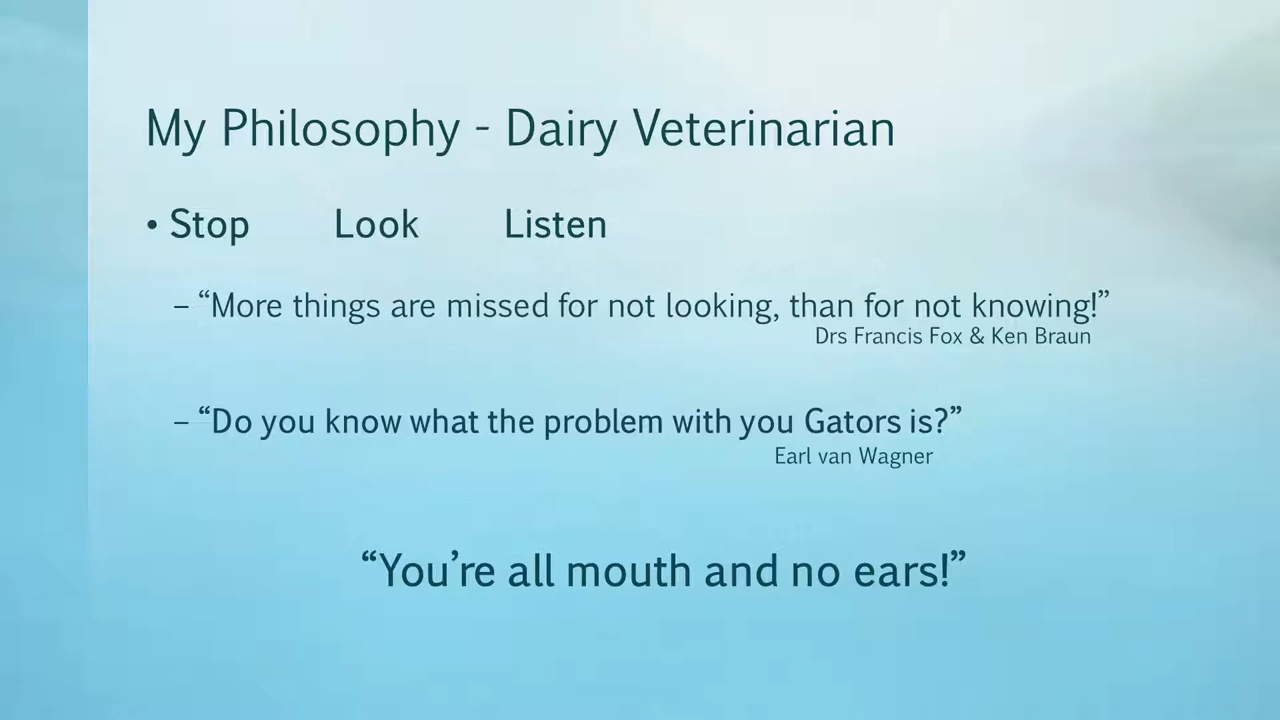 My Philosophy - Dairy Veterinarian
• Stop Look Listen
– “More things are missed for not looking, than for not knowing!”
Drs Francis Fox & Ken Braun
– “Do you know what the problem with you Gators is?”
Earl van Wagner
“You’re all mouth and no ears!”